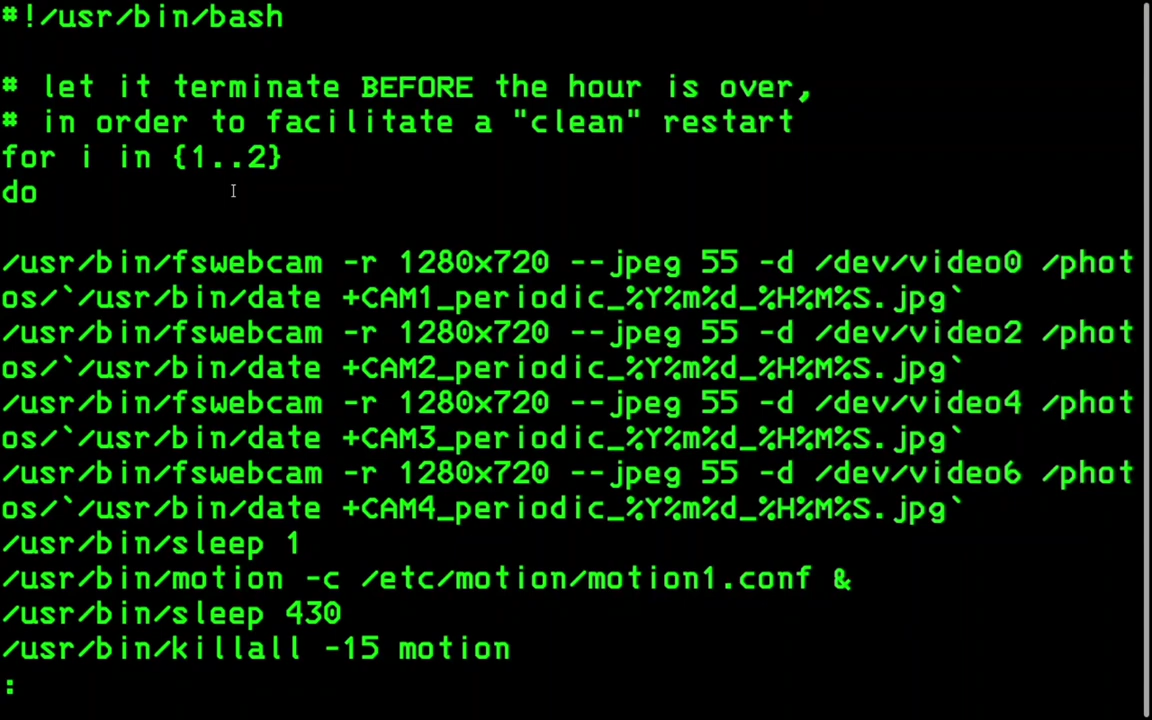 #!/usr/bin/bash
# let it terminate BEFORE the hour is over,
# in order to facilitate a "clean" restart
for i in {1..2}
do
/usr/bin/fswebcam -r 1280x720 --jpeg 55 -d /dev/video0 /phot
os/`/usr/bin/date +CAM1_periodic_%Y%m%d_%H%M%S.jpg`
/usr/bin/fswebcam -r 1280x720 --jpeg 55 -d /dev/video2 /phot
os/`/usr/bin/date +CAM2_periodic_%Y%m%d_%H%M%S.jpg`
/usr/bin/fswebcam -r 1280x720 --jpeg 55 -d /dev/video4 /phot
os/`/usr/bin/date +CAM3_periodic_%Y%m%d_%H%M%S.jpg`
/usr/bin/fswebcam -r 1280x720 --jpeg 55 -d /dev/video6 /phot
os/`/usr/bin/date +CAM4_periodic_%Y%m%d_%H%M%S.jpg`
/usr/bin/sleep 1
/usr/bin/motion -c /etc/motion/motion1.conf &
/usr/bin/sleep 430
/usr/bin/killall -15 motion
: